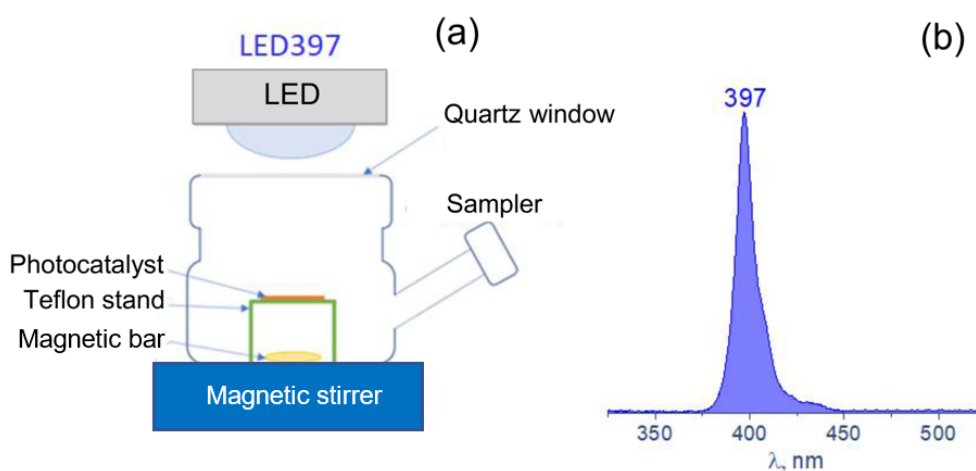 (a)
LED397
LED
Quartz window
Sampler
Photocatalyst
Teflon stand
Magnetic bar
Magnetic stirrer
(b)
397
350 400 450 500
λ, nm